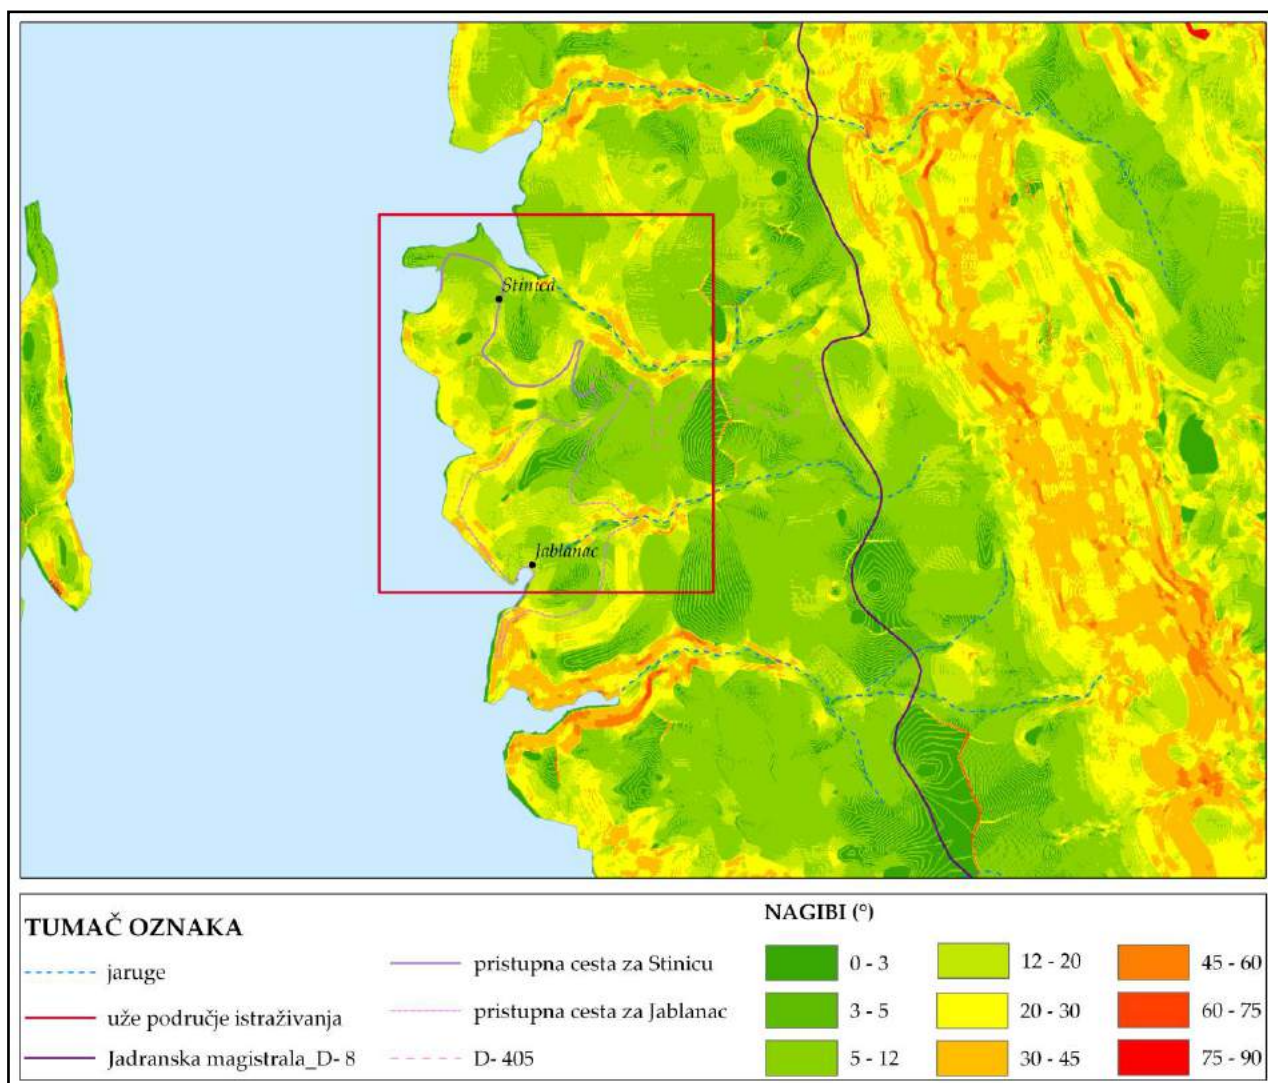 Stinica
Jablanac
TUMAČ OZNAKA
jaruge
uže područje istraživanja
Jadranska magistrala_D- 8
pristupna cesta za Stinicu
pristupna cesta za Jablanac
D- 405
NAGIBI (°)
0 - 3
3 - 5
5 - 12
12 - 20
20 - 30
30 - 45
45 - 60
60 - 75
75 - 90